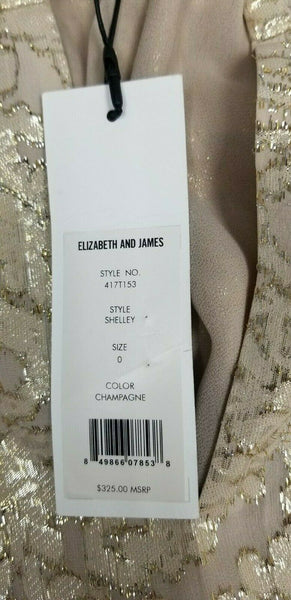 ELIZABETH AND JAMES
STYLE NO.
417T153
STYLE
SHELLEY
SIZE
0
COLOR
CHAMPAGNE
8 49866 07853 8
$325.00 MSRP